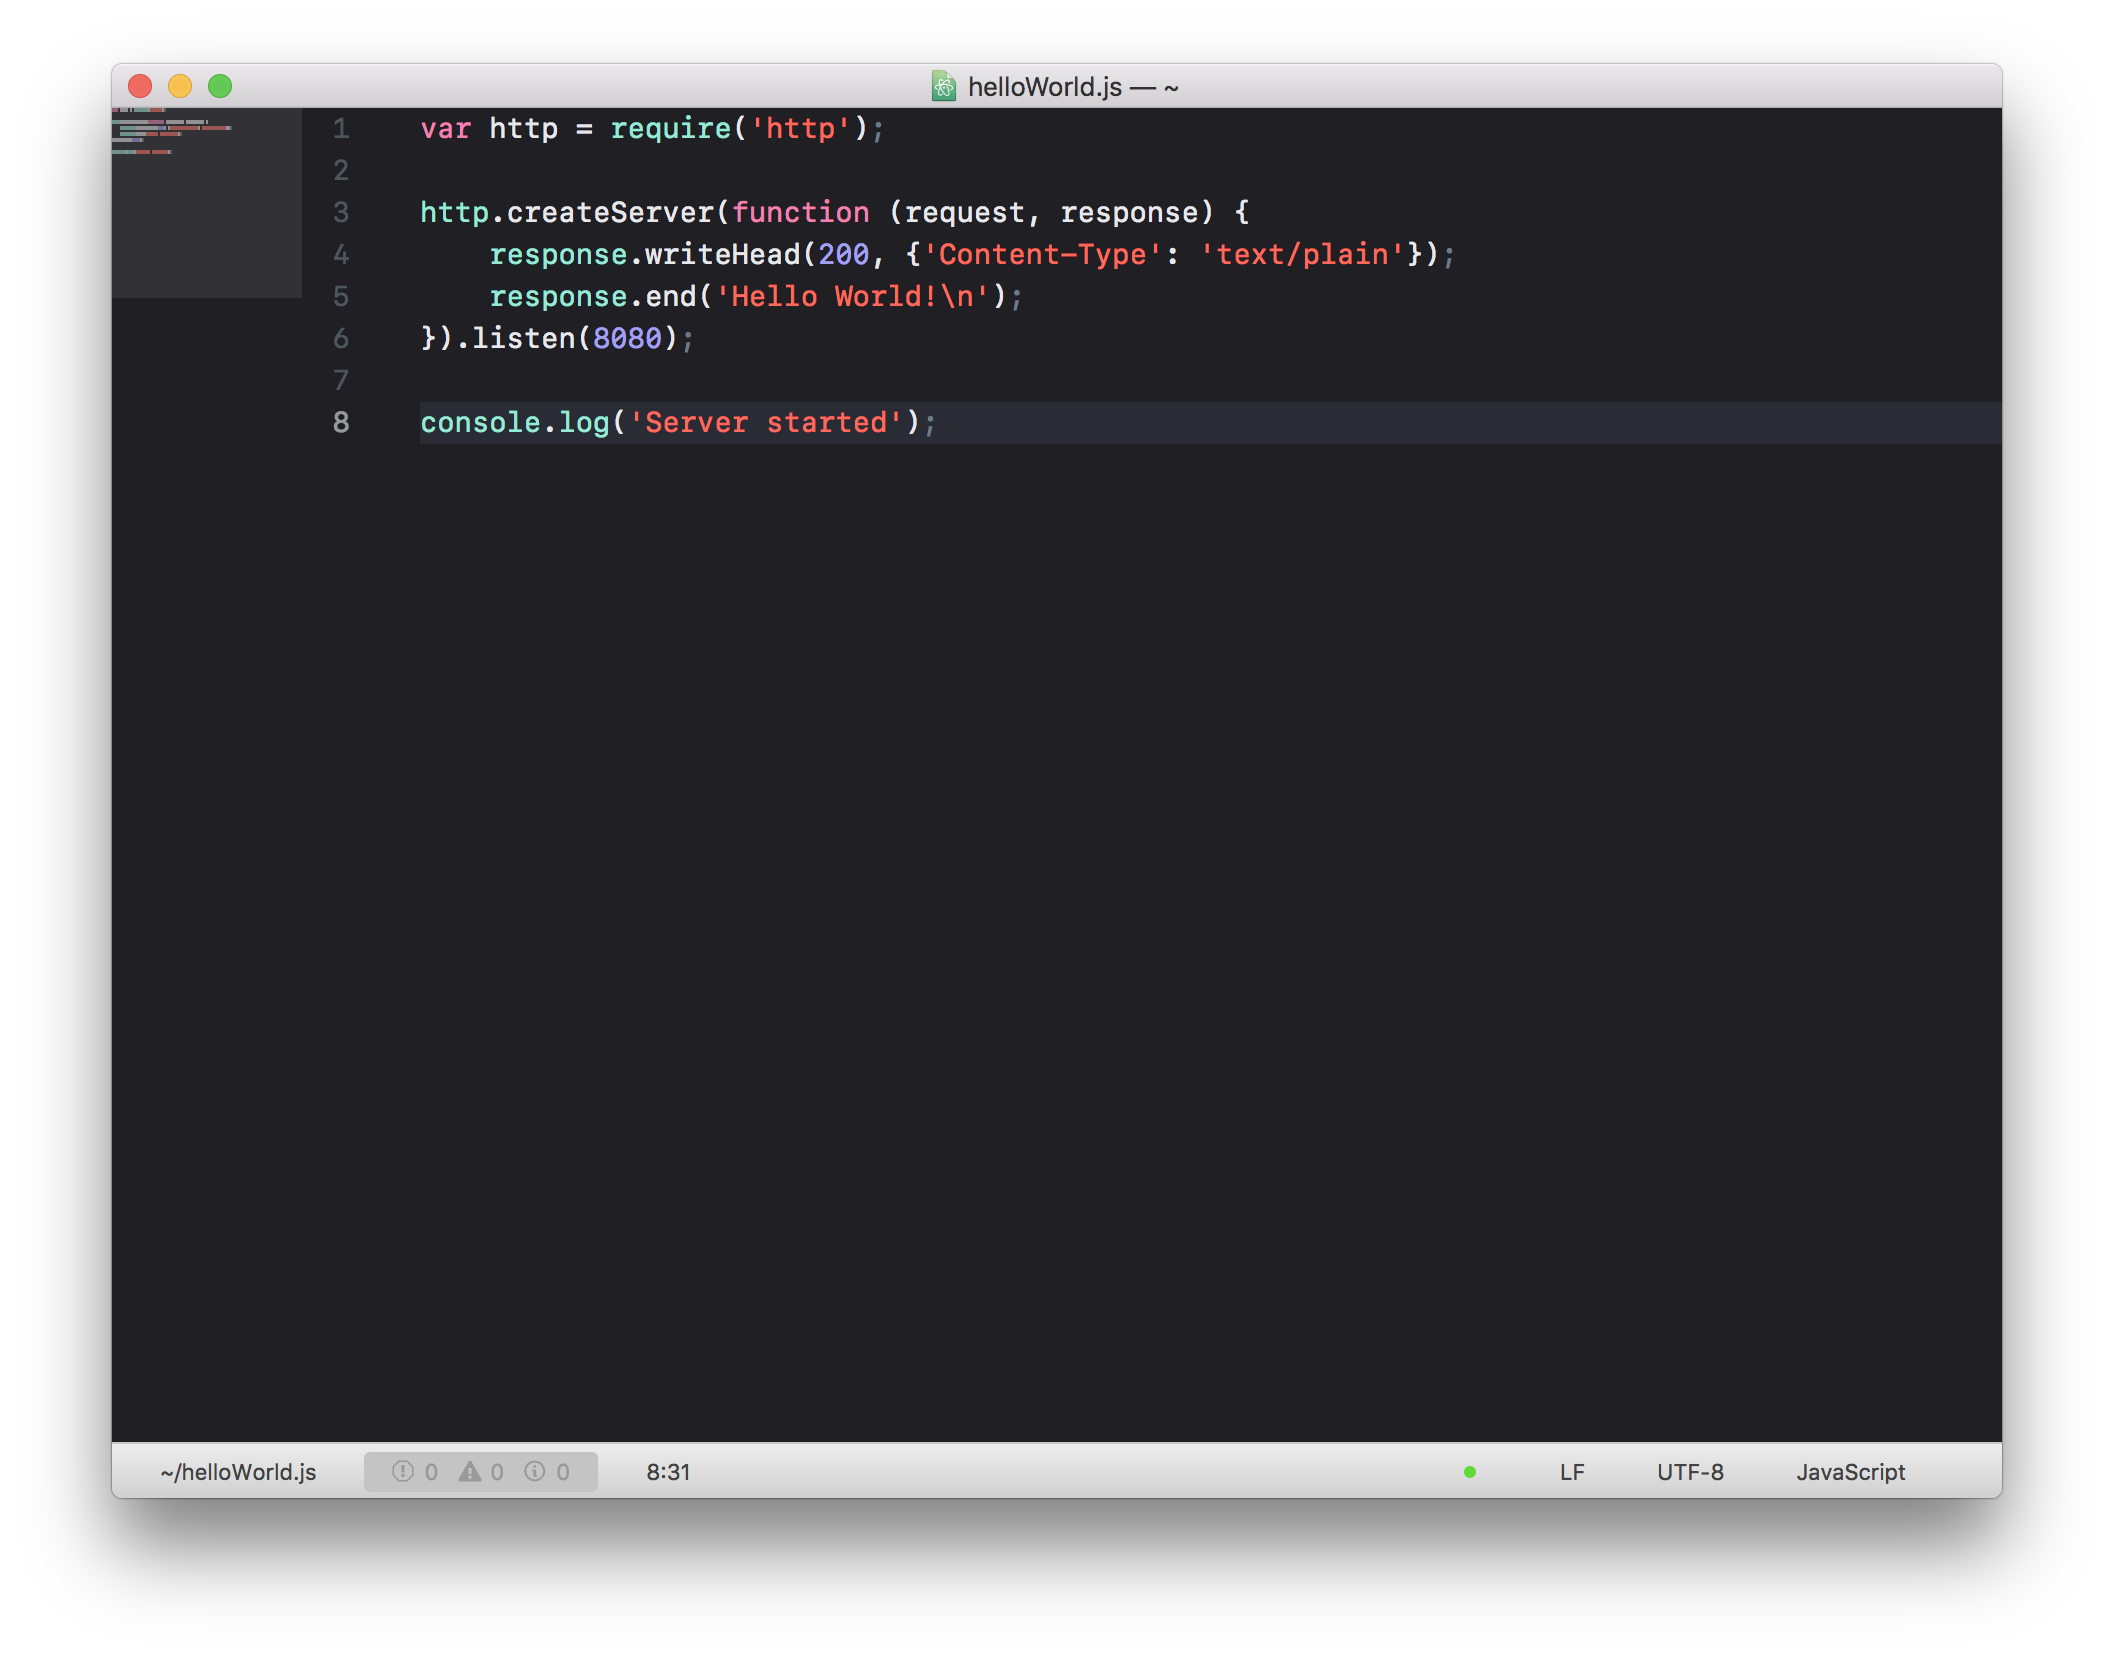 helloWorld.js — ~
1 var http = require('http');
2
3 http.createServer(function (request, response) {
4     response.writeHead(200, {'Content-Type': 'text/plain'});
5     response.end('Hello World!\n');
6 }).listen(8080);
7
8 console.log('Server started');
~/helloWorld.js 0 0 0 8:31 LF UTF-8 JavaScript